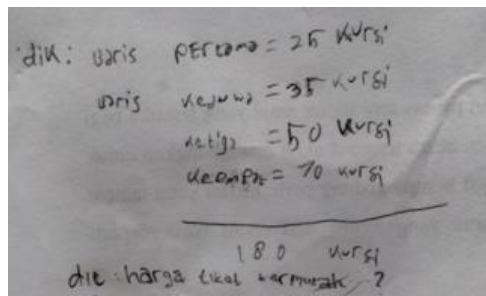 dik: baris pertama = 25 kursi
baris keduwa = 35 kursi
ketiga = 50 kursi
keempat = 70 kursi
180 kursi
dit: harga tiket termurah ?